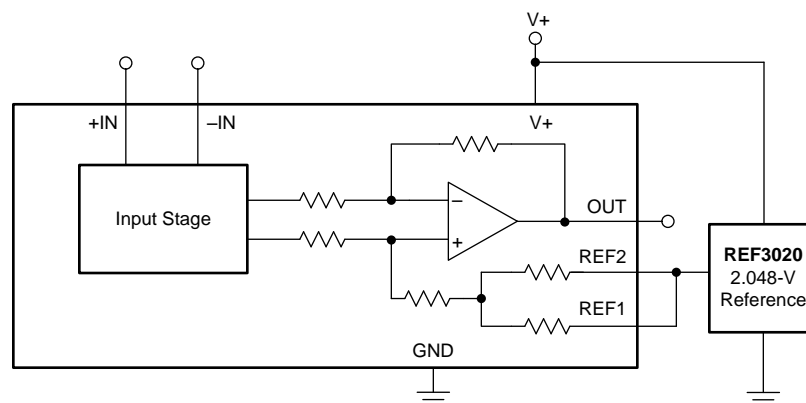 V+
+IN
–IN
V+
Input Stage
–
+
OUT
REF2
REF1
GND
REF3020
2.048-V
Reference